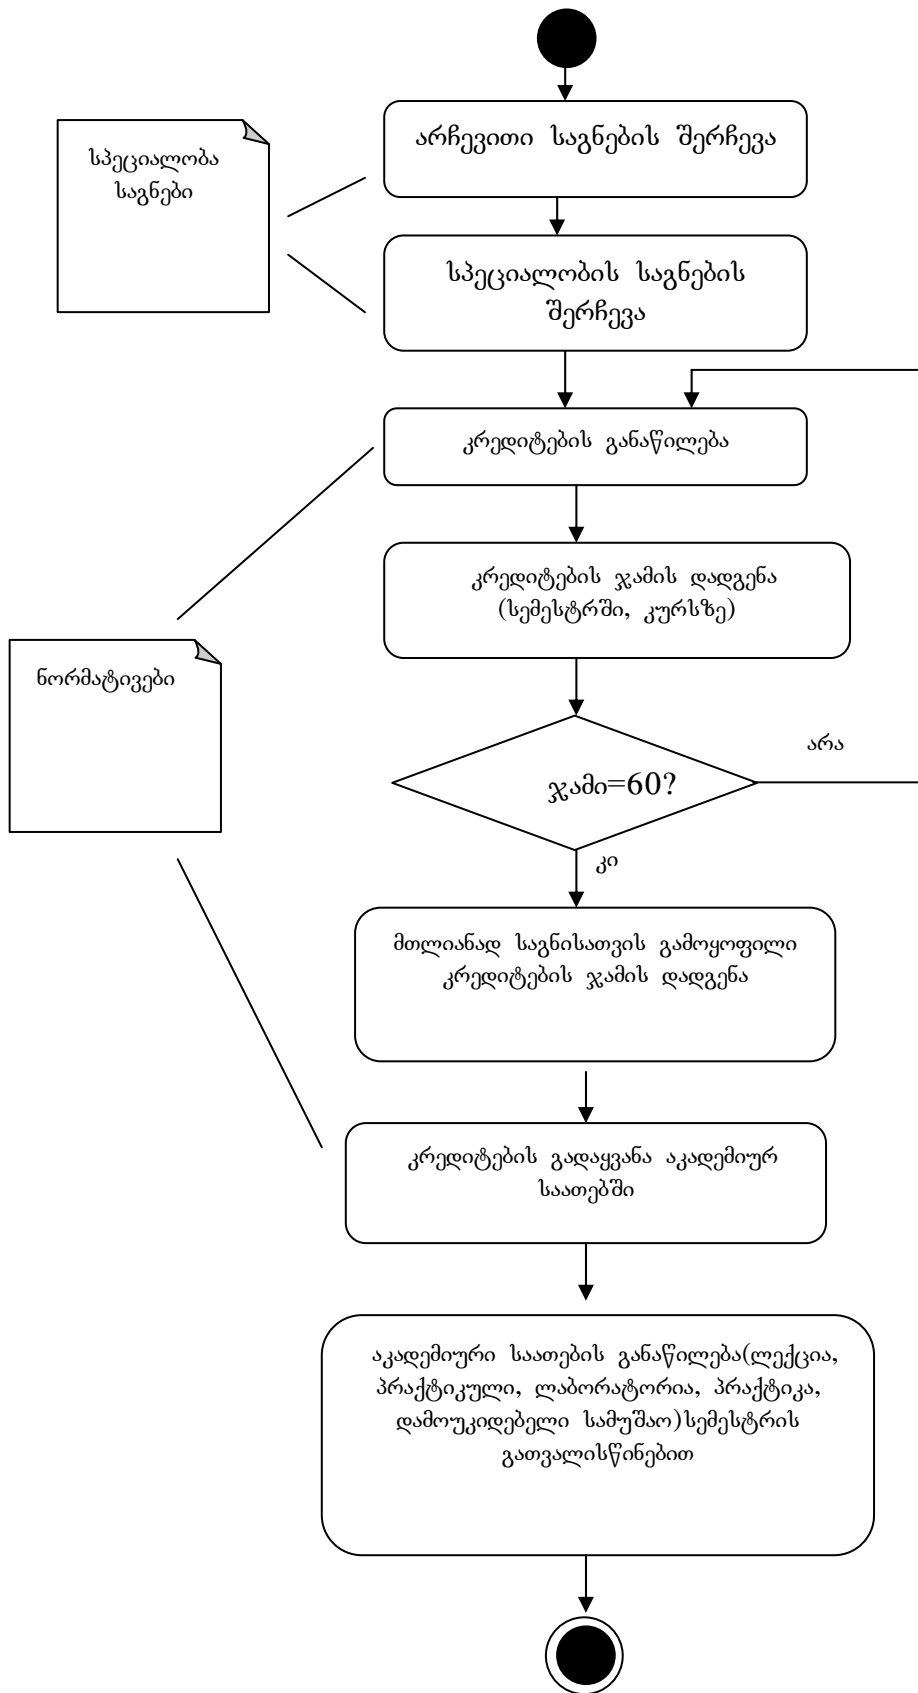 არჩევითი საგნების შერჩევა
სპეციალობა
საგნები
სპეციალობის საგნების
შერჩევა
კრედიტების განაწილება
კრედიტების ჯამის დადგენა
(სემესტრში, კურსზე)
ნორმატივები
არა
ჯამი=60?
კი
მთლიანად საგნისათვის გამოყოფილი
კრედიტების ჯამის დადგენა
კრედიტების გადაყვანა აკადემიურ
საათებში
აკადემიური საათების განაწილება(ლექცია,
პრაქტიკული, ლაბორატორია, პრაქტიკა,
დამოუკიდებელი სამუშაო)სემესტრის
გათვალისწინებით